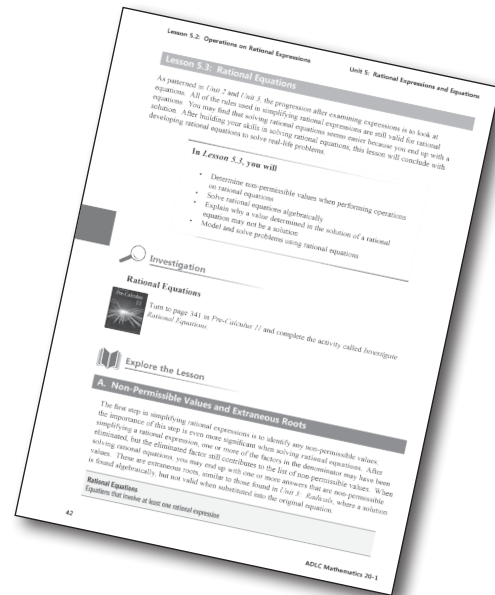 Lesson 5.2: Operations on Rational Expressions
Unit 5: Rational Expressions and Equations
Lesson 5.3: Rational Equations
As patterned in Unit 2 and Unit 3, the progression after examining expressions is to look at
equations. All of the rules used in simplifying rational expressions are still valid for rational
equations. You may find that solving rational equations seems easier because you end up with a
solution. After building your skills in solving rational equations, this lesson will conclude with
developing rational equations to solve real-life problems.
In Lesson 5.3, you will
• Determine non-permissible values when performing operations
on rational equations
• Solve rational equations algebraically
• Explain why a value determined in the solution of a rational
equation may not be a solution
• Model and solve problems using rational equations
Investigation
Rational Equations
Pre-Calculus
11
Turn to page 341 in Pre-Calculus 11 and complete the activity called Investigate
Rational Equations.
Explore the Lesson
A. Non-Permissible Values and Extraneous Roots
The first step in simplifying rational expressions is to identify any non-permissible values;
the importance of this step is even more significant when solving rational equations. After
simplifying a rational expression, one or more of the factors in the denominator may have been
eliminated, but the eliminated factor still contributes to the list of non-permissible values. When
solving rational equations, you may end up with one or more answers that are non-permissible
values. These are extraneous roots, similar to those found in Unit 3: Radicals, where a solution
is found algebraically, but not valid when substituted into the original equation.
Rational Equations
Equations that involve at least one rational expression
42
ADLC Mathematics 20-1